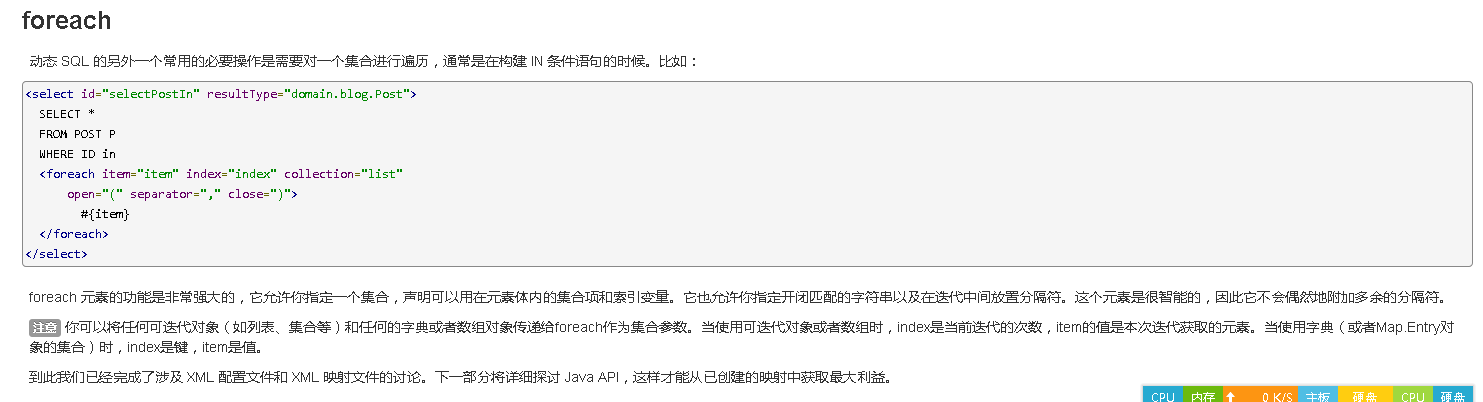 foreach
动态 SQL 的另外一个常用的必要操作是需要对一个集合进行遍历，通常是在构建 IN 条件语句的时候。比如：
<select id="selectPostIn" resultType="domain.blog.Post">
  SELECT *
  FROM POST P
  WHERE ID in
  <foreach item="item" index="index" collection="list"
      open="(" separator="," close=")">
        #{item}
  </foreach>
</select>
foreach 元素的功能是非常强大的，它允许你指定一个集合，声明可以用在元素体内的集合项和索引变量。它也允许你指定开闭匹配的字符串以及在迭代中间放置分隔符。这个元素是很智能的，因此它不会偶然地附加多余的分隔符。
注意 你可以将任何可迭代对象（如列表、集合等）和任何的字典或者数组对象传递给foreach作为集合参数。当使用可迭代对象或者数组时，index是当前迭代的次数，item的值是本次迭代获取的元素。当使用字典（或者Map.Entry对
象的集合）时，index是键，item是值。
到此我们已经完成了涉及 XML 配置文件和 XML 映射文件的讨论。下一部分将详细探讨 Java API，这样才能从已创建的映射中获取最大利益。
CPU 内存 ↑ 0 K/S 主板 硬盘 CPU 硬盘